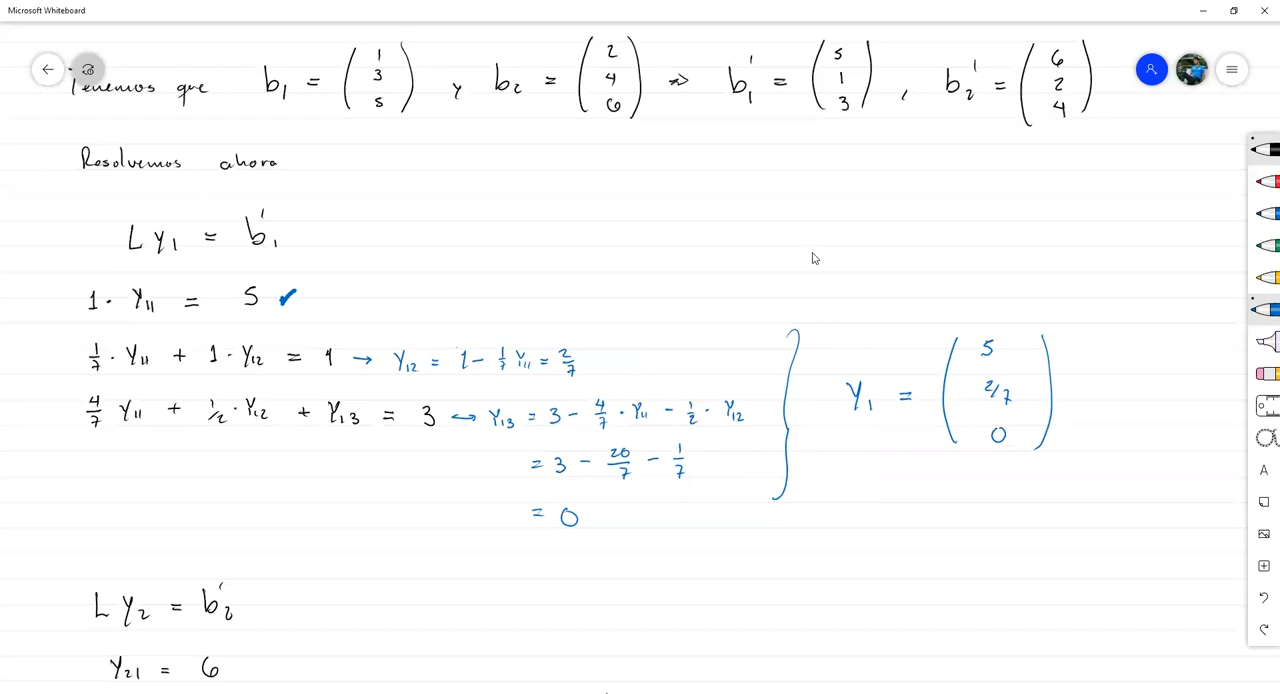 Microsoft Whiteboard
Tenemos que b₁ = (1 3 5) y b₂ = (2 4 6) => b₁' = (5 1 3), b₂' = (6 2 4)
Resolvemos ahora
L y₁ = b₁'
1 · y₁₁ = 5 ✓
1/7 · y₁₁ + 1 · y₁₂ = 1 → y₁₂ = 1 - 1/7 y₁₁ = 2/7
4/7 y₁₁ + 1/2 · y₁₂ + y₁₃ = 3 ↔ y₁₃ = 3 - 4/7 · y₁₁ - 1/2 · y₁₂
= 3 - 20/7 - 1/7
= 0
y₁ = (5 2/7 0)
L y₂ = b₂'
y₂₁ = 6
A